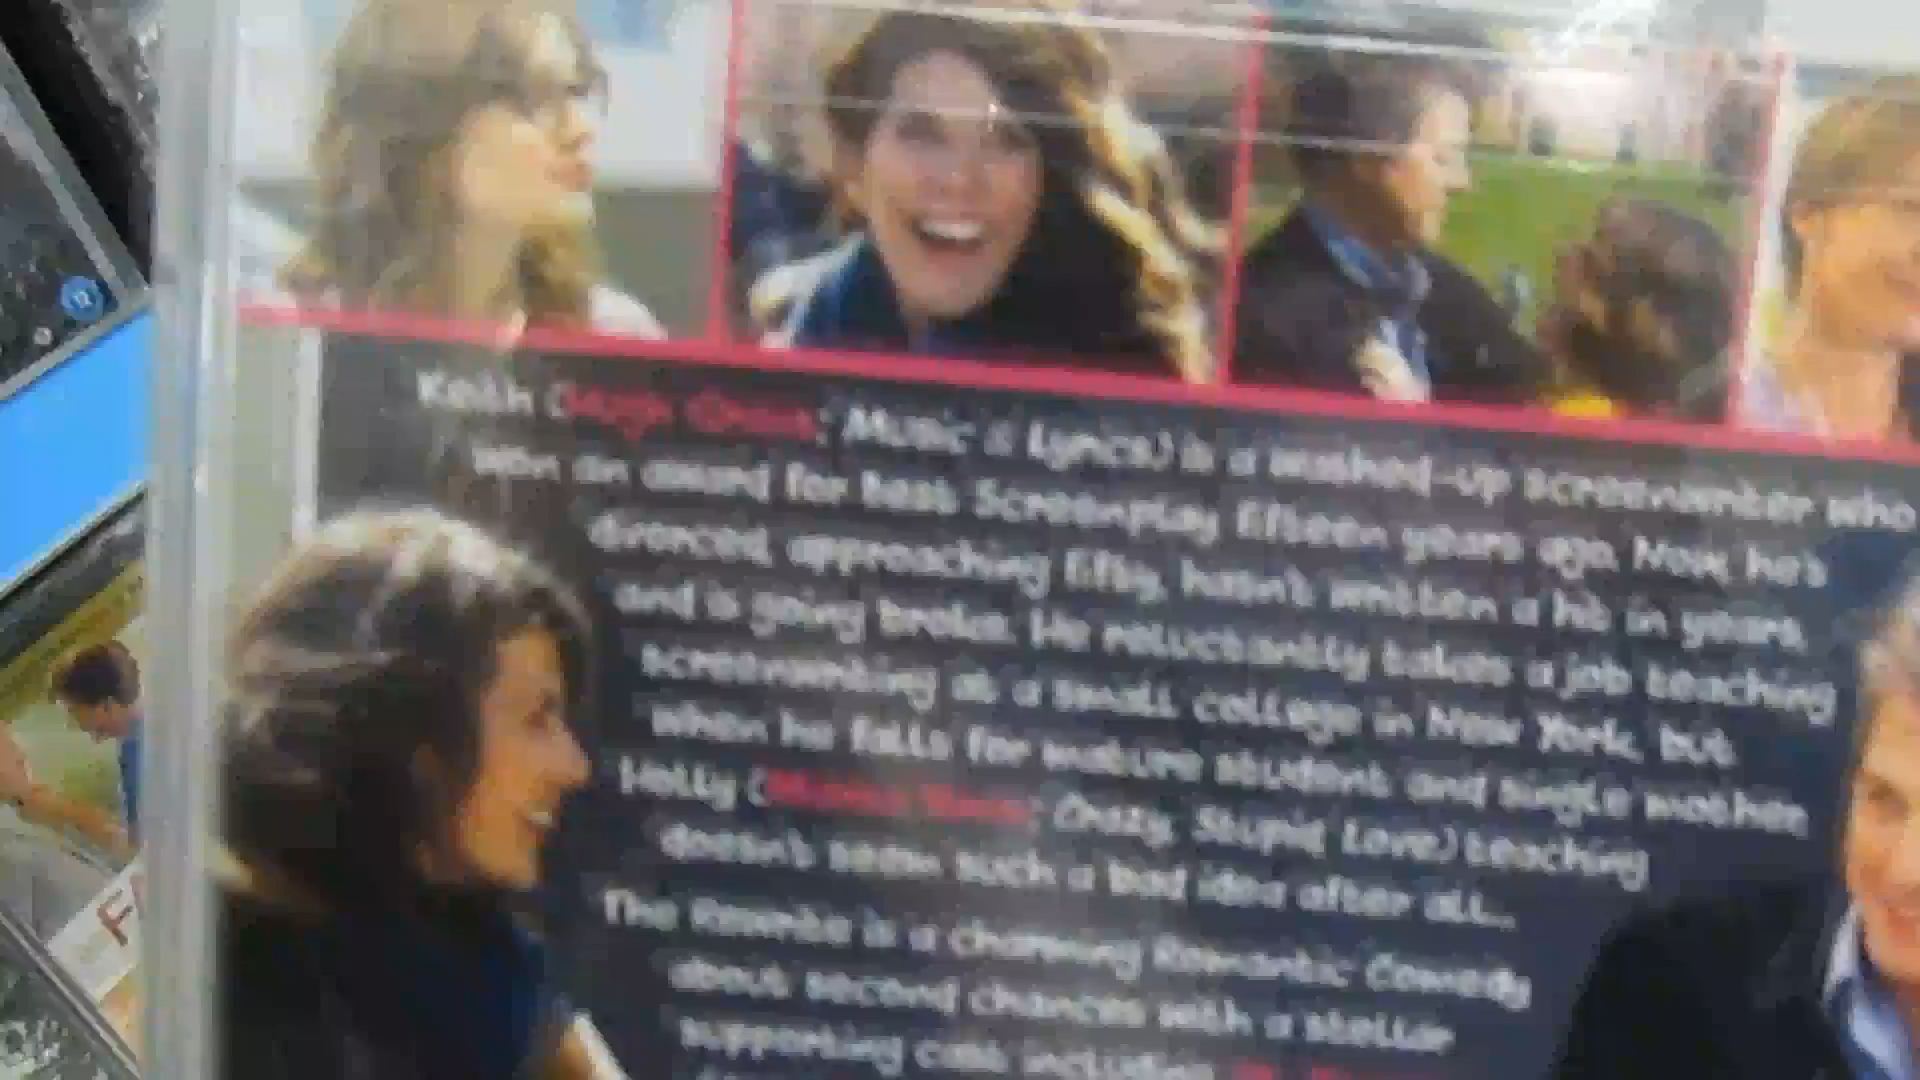 12
Keith (Hugh Grant: Music & Lyrics) is a washed-up screenwriter who
won an award for Best Screenplay fifteen years ago. Now, he's
divorced, approaching fifty, hasn't written a hit in years,
and is going broke. He reluctantly takes a job teaching
screenwriting at a small college in New York, but
when he falls for mature student and single mother,
Holly (Marisa Tomei: Crazy, Stupid, Love) teaching
doesn't seem such a bad idea after all...
The Rewrite is a charming Romantic Comedy
about second chances with a stellar
supporting cast including